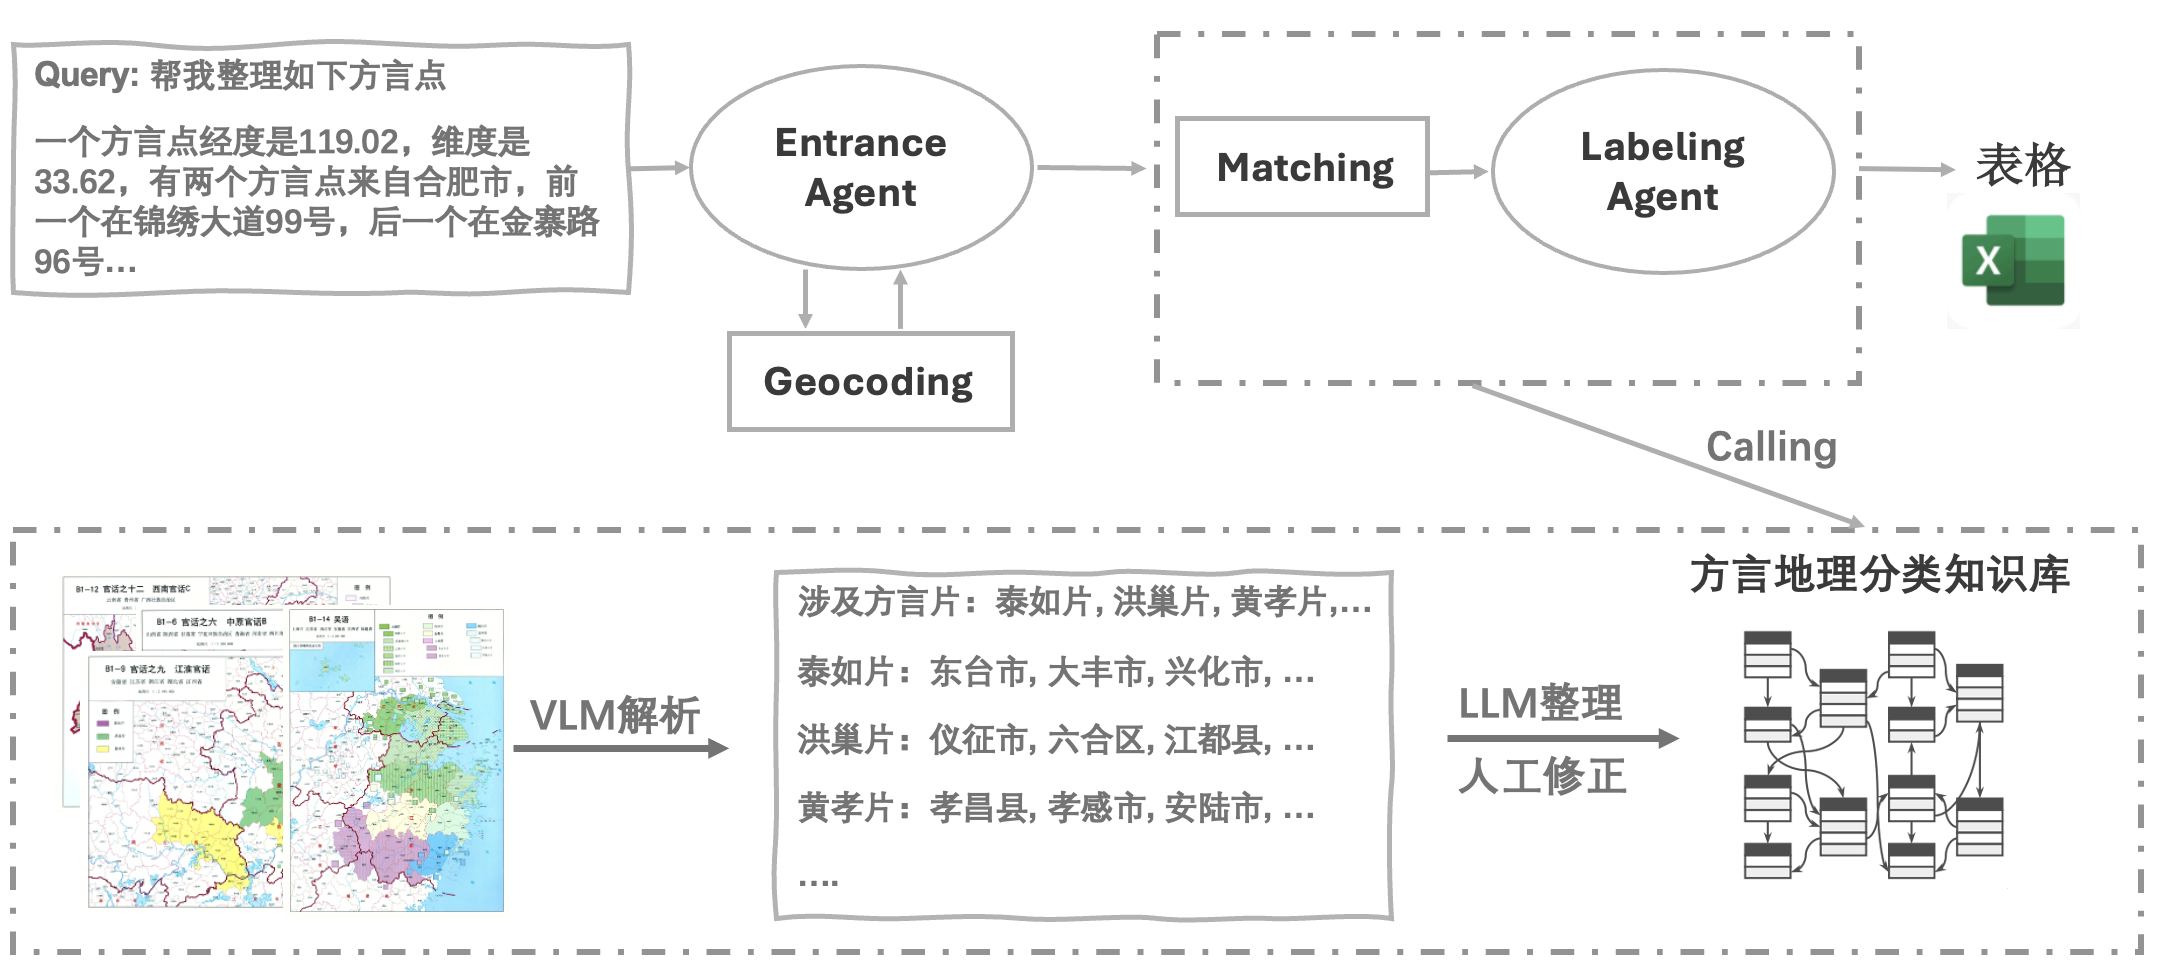 Query: 帮我整理如下方言点
一个方言点经度是119.02，维度是
33.62，有两个方言点来自合肥市，前
一个在锦绣大道99号，后一个在金寨路
96号...
Entrance
Agent
Geocoding
Matching
Labeling
Agent
表格
X
Calling
B1-12 官话之十二 西南官话C
B1-6 官话之六 中原官话B
B1-9 官话之九 江淮官话
B1-14 吴语
图 例
VLM解析
涉及方言片：泰如片, 洪巢片, 黄孝片,...
泰如片：东台市, 大丰市, 兴化市, ...
洪巢片：仪征市, 六合区, 江都县, ...
黄孝片：孝昌县, 孝感市, 安陆市, ...
....
LLM整理
人工修正
方言地理分类知识库